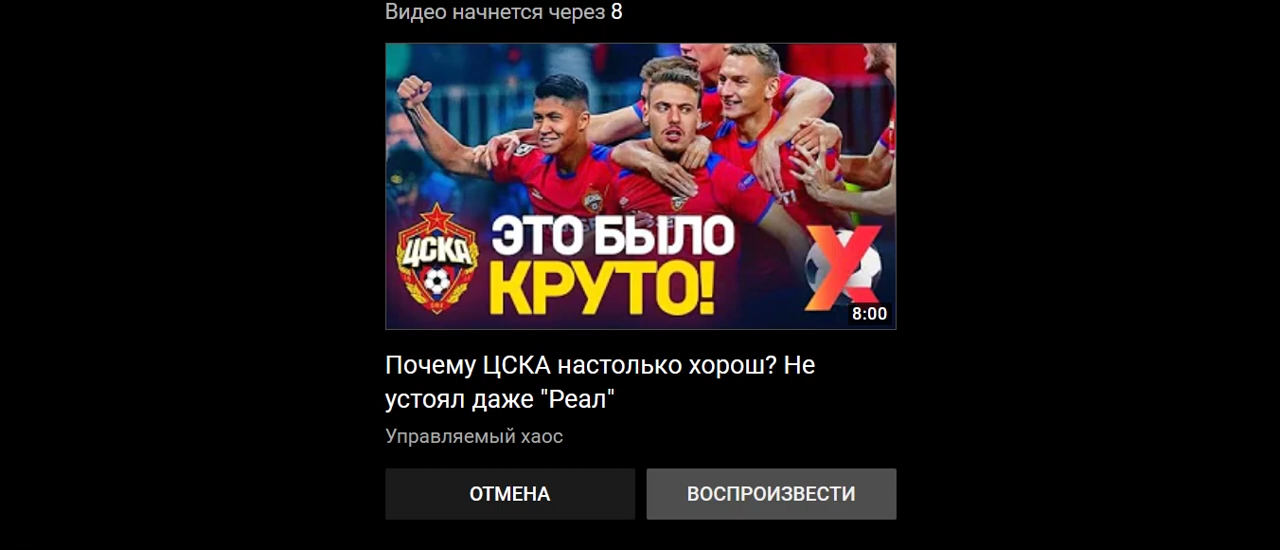 Видео начнется через 8
ЦСКА
ЭТО БЫЛО
КРУТО!
8:00
Почему ЦСКА настолько хорош? Не
устоял даже "Реал"
Управляемый хаос
ОТМЕНА
ВОСПРОИЗВЕСТИ